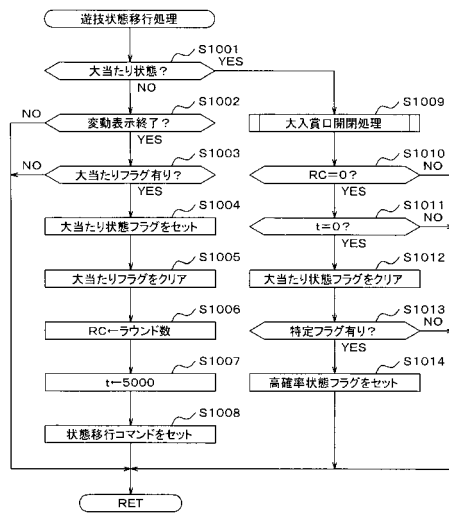 遊技状態移行処理
S1001
大当たり状態?
YES
NO
S1002
NO
変動表示終了?
YES
S1003
NO
大当たりフラグ有り?
YES
S1004
大当たり状態フラグをセット
S1005
大当たりフラグをクリア
S1006
RC←ラウンド数
S1007
t←5000
S1008
状態移行コマンドをセット
S1009
大入賞口開閉処理
S1010
RC=0?
NO
YES
S1011
t=0?
NO
YES
S1012
大当たり状態フラグをクリア
S1013
特定フラグ有り?
NO
YES
S1014
高確率状態フラグをセット
RET